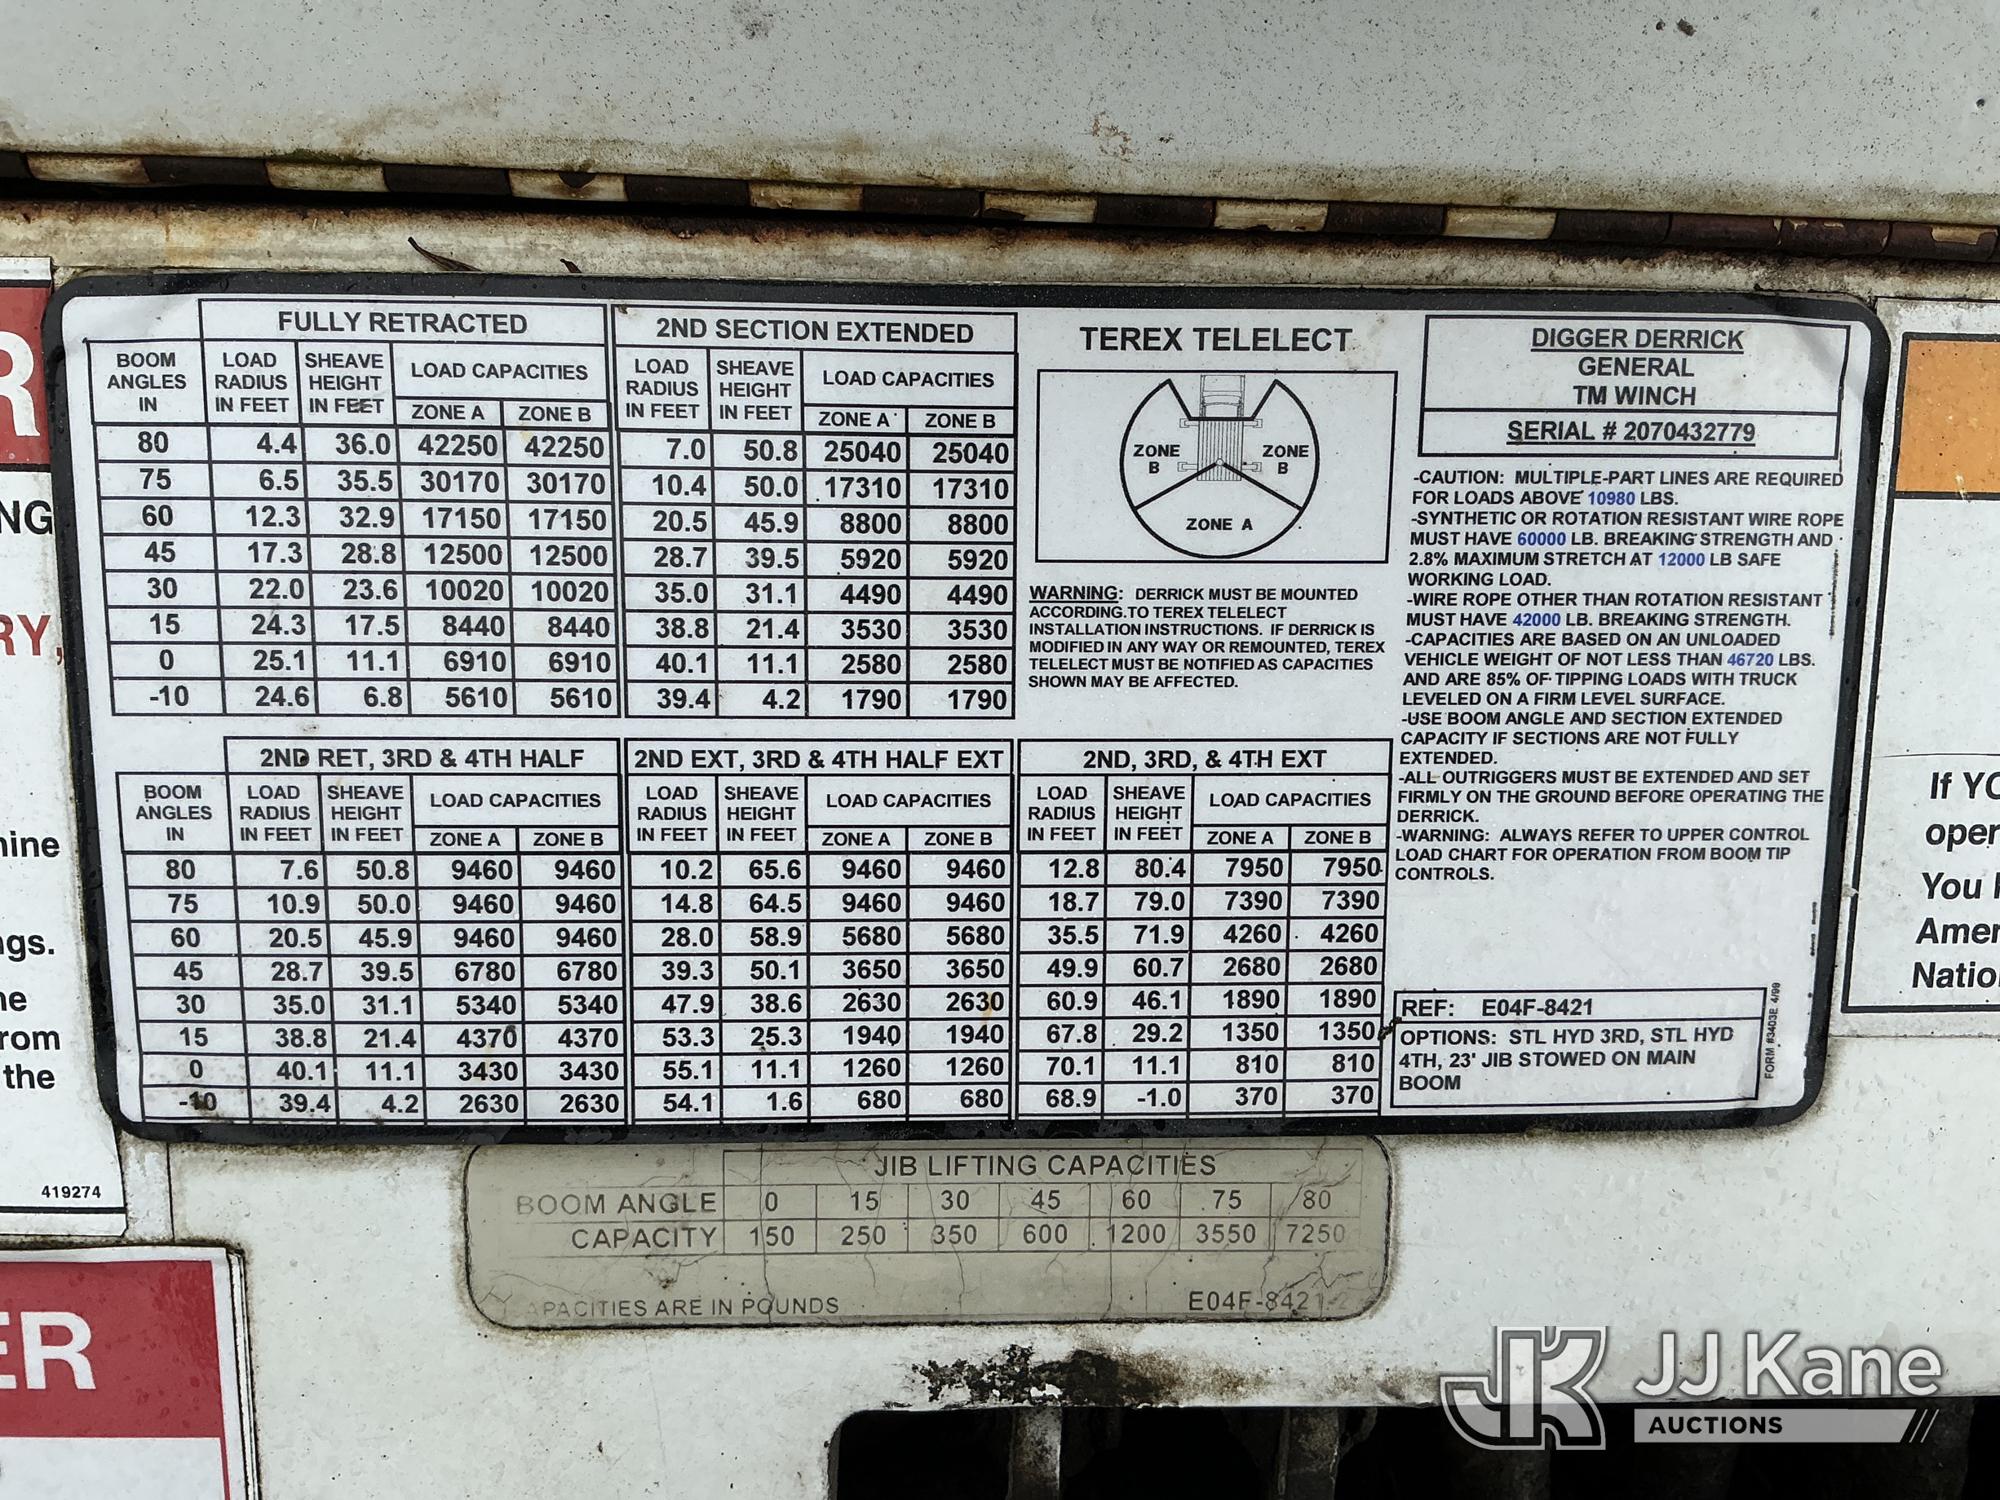 FULLY RETRACTED
BOOM ANGLES IN LOAD RADIUS IN FEET SHEAVE HEIGHT IN FEET LOAD CAPACITIES
ZONE A ZONE B
80 4.4 36.0 42250 42250
75 6.5 35.5 30170 30170
60 12.3 32.9 17150 17150
45 17.3 28.8 12500 12500
30 22.0 23.6 10020 10020
15 24.3 17.5 8440 8440
0 25.1 11.1 6910 6910
-10 24.6 6.8 5610 5610
2ND SECTION EXTENDED
LOAD RADIUS IN FEET SHEAVE HEIGHT IN FEET LOAD CAPACITIES
ZONE A ZONE B
7.0 50.8 25040 25040
10.4 50.0 17310 17310
20.5 45.9 8800 8800
28.7 39.5 5920 5920
35.0 31.1 4490 4490
38.8 21.4 3530 3530
40.1 11.1 2580 2580
39.4 4.2 1790 1790
TEREX TELELECT
ZONE B
ZONE B
ZONE A
WARNING: DERRICK MUST BE MOUNTED
ACCORDING TO TEREX TELELECT
INSTALLATION INSTRUCTIONS. IF DERRICK IS
MODIFIED IN ANY WAY OR REMOUNTED, TEREX
TELELECT MUST BE NOTIFIED AS CAPACITIES
SHOWN MAY BE AFFECTED.
DIGGER DERRICK
GENERAL
TM WINCH
SERIAL # 2070432779
-CAUTION: MULTIPLE-PART LINES ARE REQUIRED
FOR LOADS ABOVE 10980 LBS.
-SYNTHETIC OR ROTATION RESISTANT WIRE ROPE
MUST HAVE 60000 LB. BREAKING STRENGTH AND
2.8% MAXIMUM STRETCH AT 12000 LB SAFE
WORKING LOAD.
-WIRE ROPE OTHER THAN ROTATION RESISTANT
MUST HAVE 42000 LB. BREAKING STRENGTH.
-CAPACITIES ARE BASED ON AN UNLOADED
VEHICLE WEIGHT OF NOT LESS THAN 46720 LBS.
AND ARE 85% OF TIPPING LOADS WITH TRUCK
LEVELED ON A FIRM LEVEL SURFACE.
-USE BOOM ANGLE AND SECTION EXTENDED
CAPACITY IF SECTIONS ARE NOT FULLY
EXTENDED.
-ALL OUTRIGGERS MUST BE EXTENDED AND SET
FIRMLY ON THE GROUND BEFORE OPERATING THE
DERRICK.
-WARNING: ALWAYS REFER TO UPPER CONTROL
LOAD CHART FOR OPERATION FROM BOOM TIP
CONTROLS.
REF: E04F-8421
OPTIONS: STL HYD 3RD, STL HYD
4TH, 23' JIB STOWED ON MAIN
BOOM
FORM #3403E 4/99
2ND RET, 3RD & 4TH HALF
BOOM ANGLES IN LOAD RADIUS IN FEET SHEAVE HEIGHT IN FEET LOAD CAPACITIES
ZONE A ZONE B
80 7.6 50.8 9460 9460
75 10.9 50.0 9460 9460
60 20.5 45.9 9460 9460
45 28.7 39.5 6780 6780
30 35.0 31.1 5340 5340
15 38.8 21.4 4370 4370
0 40.1 11.1 3430 3430
-10 39.4 4.2 2630 2630
2ND EXT, 3RD & 4TH HALF EXT
LOAD RADIUS IN FEET SHEAVE HEIGHT IN FEET LOAD CAPACITIES
ZONE A ZONE B
10.2 65.6 9460 9460
14.8 64.5 9460 9460
28.0 58.9 5680 5680
39.3 50.1 3650 3650
47.9 38.6 2630 2630
53.3 25.3 1940 1940
55.1 11.1 1260 1260
54.1 1.6 680 680
2ND, 3RD, & 4TH EXT
LOAD RADIUS IN FEET SHEAVE HEIGHT IN FEET LOAD CAPACITIES
ZONE A ZONE B
12.8 80.4 7950 7950
18.7 79.0 7390 7390
35.5 71.9 4260 4260
49.9 60.7 2680 2680
60.9 46.1 1890 1890
67.8 29.2 1350 1350
70.1 11.1 810 810
68.9 -1.0 370 370
JIB LIFTING CAPACITIES
BOOM ANGLE 0 15 30 45 60 75 80
CAPACITY 150 250 350 600 1200 3550 7250
APACITIES ARE IN POUNDS
E04F-8421-2
R
NG
RY,
ngs.
rom
the
419274
ER
If YO
oper
You
Amer
Natio
JK JJ Kane
AUCTIONS